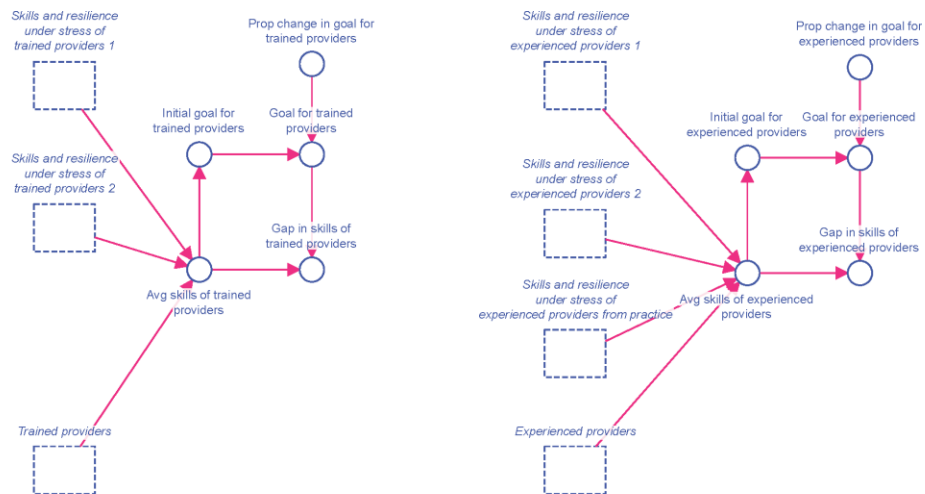 Skills and resilience
under stress of
trained providers 1
Prop change in goal for
trained providers
Initial goal for
trained providers
Goal for trained
providers
Skills and resilience
under stress of
trained providers 2
Gap in skills of
trained providers
Avg skills of trained
providers
Trained providers
Skills and resilience
under stress of
experienced providers 1
Prop change in goal for
experienced providers
Initial goal for
experienced providers
Goal for experienced
providers
Skills and resilience
under stress of
experienced providers 2
Gap in skills of
experienced providers
Skills and resilience
under stress of
experienced providers from practice
Avg skills of experienced
providers
Experienced providers